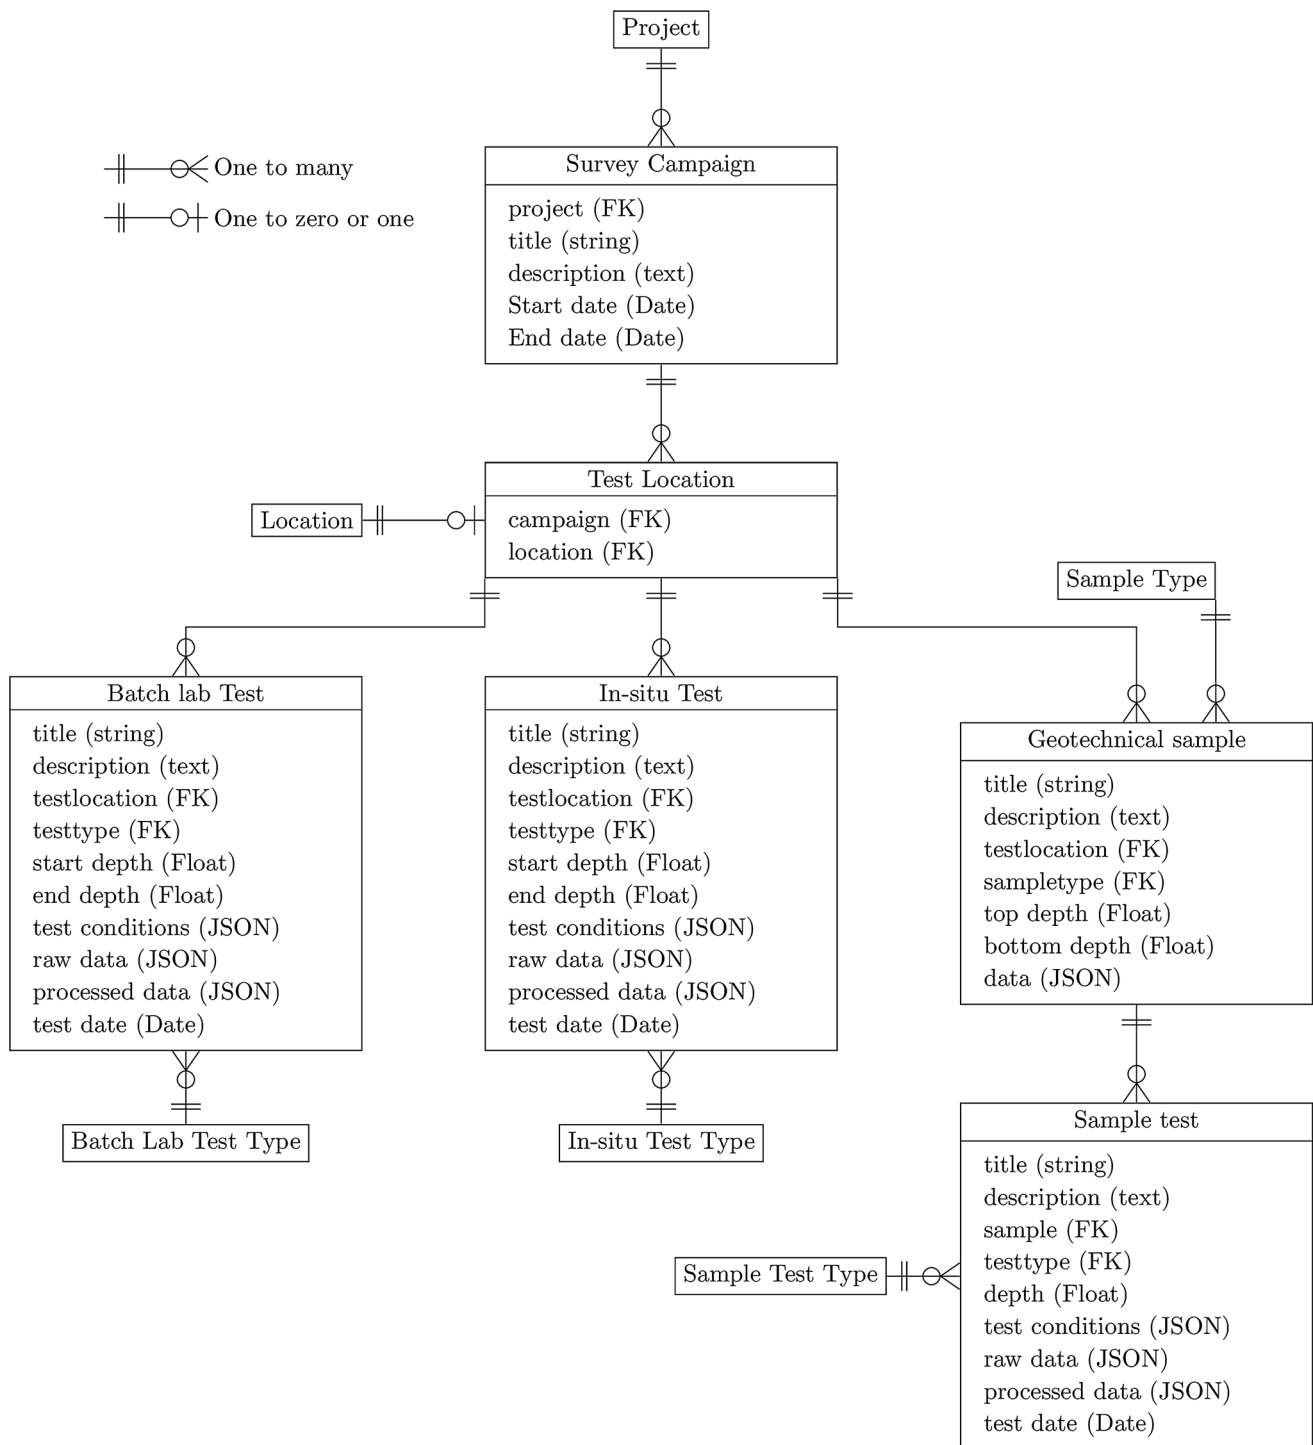 Project
One to many
One to zero or one
Survey Campaign
project (FK)
title (string)
description (text)
Start date (Date)
End date (Date)
Test Location
campaign (FK)
location (FK)
Location
Sample Type
Batch lab Test
title (string)
description (text)
testlocation (FK)
testtype (FK)
start depth (Float)
end depth (Float)
test conditions (JSON)
raw data (JSON)
processed data (JSON)
test date (Date)
In-situ Test
title (string)
description (text)
testlocation (FK)
testtype (FK)
start depth (Float)
end depth (Float)
test conditions (JSON)
raw data (JSON)
processed data (JSON)
test date (Date)
Geotechnical sample
title (string)
description (text)
testlocation (FK)
sampletype (FK)
top depth (Float)
bottom depth (Float)
data (JSON)
Batch Lab Test Type
In-situ Test Type
Sample test
title (string)
description (text)
sample (FK)
testtype (FK)
depth (Float)
test conditions (JSON)
raw data (JSON)
processed data (JSON)
test date (Date)
Sample Test Type